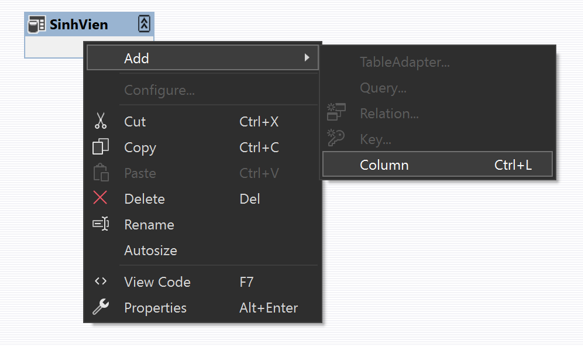 SinhVien
Add
Configure...
Cut Ctrl+X
Copy Ctrl+C
Paste Ctrl+V
Delete Del
Rename
Autosize
View Code F7
Properties Alt+Enter
TableAdapter...
Query...
Relation...
Key...
Column Ctrl+L